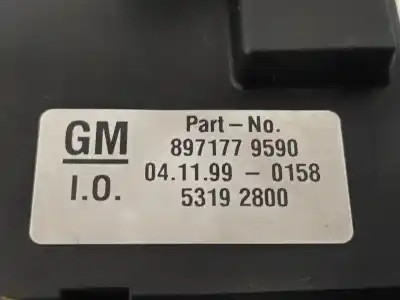 GM
I.O.
Part-No.
897177 9590
04.11.99 - 0158
5319 2800